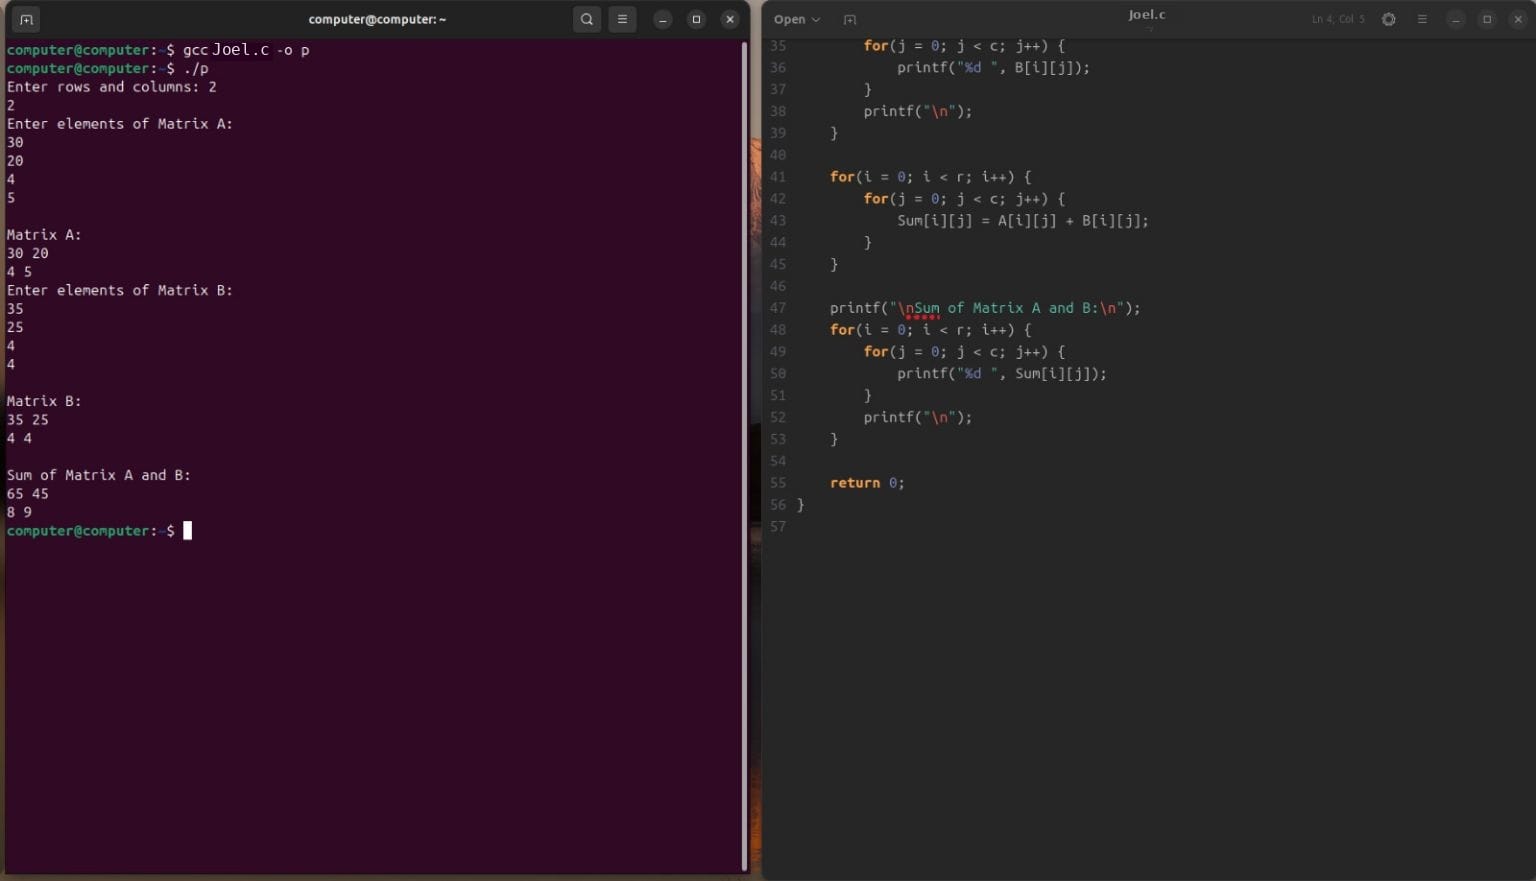 computer@computer: ~
computer@computer:~$ gcc Joel.c -o p
computer@computer:~$ ./p
Enter rows and columns: 2
2
Enter elements of Matrix A:
30
20
4
5
Matrix A:
30 20
4 5
Enter elements of Matrix B:
35
25
4
4
Matrix B:
35 25
4 4
Sum of Matrix A and B:
65 45
8 9
computer@computer:~$
Open
Joel.c
Ln 4, Col 5
35         for(j = 0; j < c; j++) {
36             printf("%d ", B[i][j]);
37         }
38         printf("\n");
39     }
40
41     for(i = 0; i < r; i++) {
42         for(j = 0; j < c; j++) {
43             Sum[i][j] = A[i][j] + B[i][j];
44         }
45     }
46
47     printf("\nSum of Matrix A and B:\n");
48     for(i = 0; i < r; i++) {
49         for(j = 0; j < c; j++) {
50             printf("%d ", Sum[i][j]);
51         }
52         printf("\n");
53     }
54
55     return 0;
56 }
57